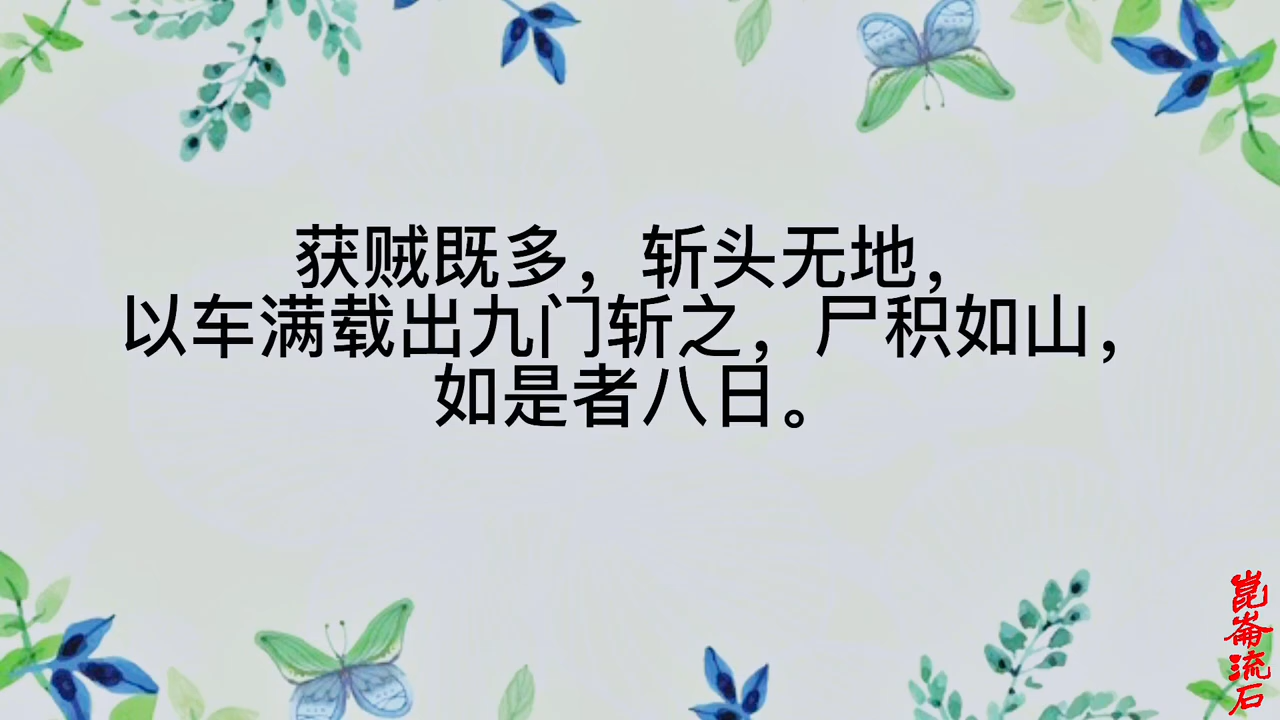 获贼既多，斩头无地，
以车满载出九门斩之，尸积如山，
如是者八日。
崑崙流石